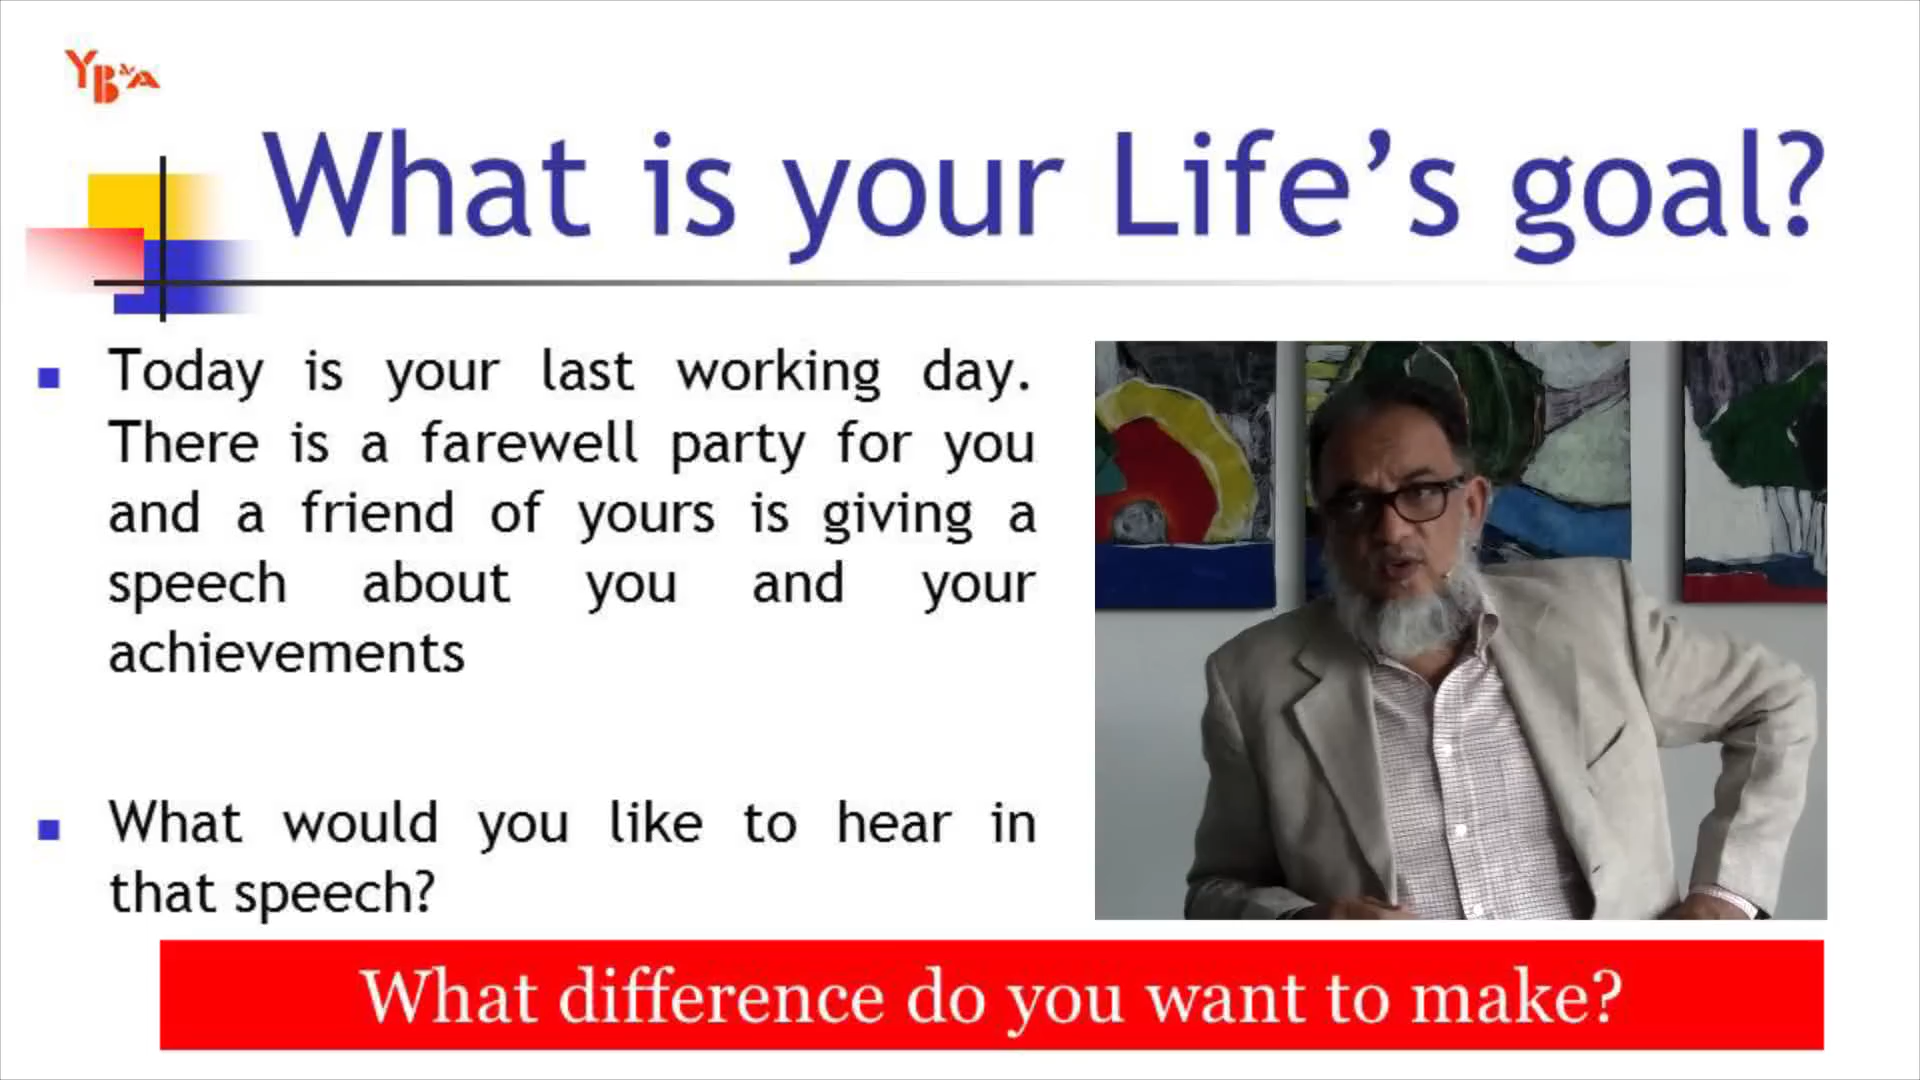 YB&A
What is your Life's goal?
Today is your last working day.
There is a farewell party for you
and a friend of yours is giving a
speech about you and your
achievements
What would you like to hear in
that speech?
What difference do you want to make?